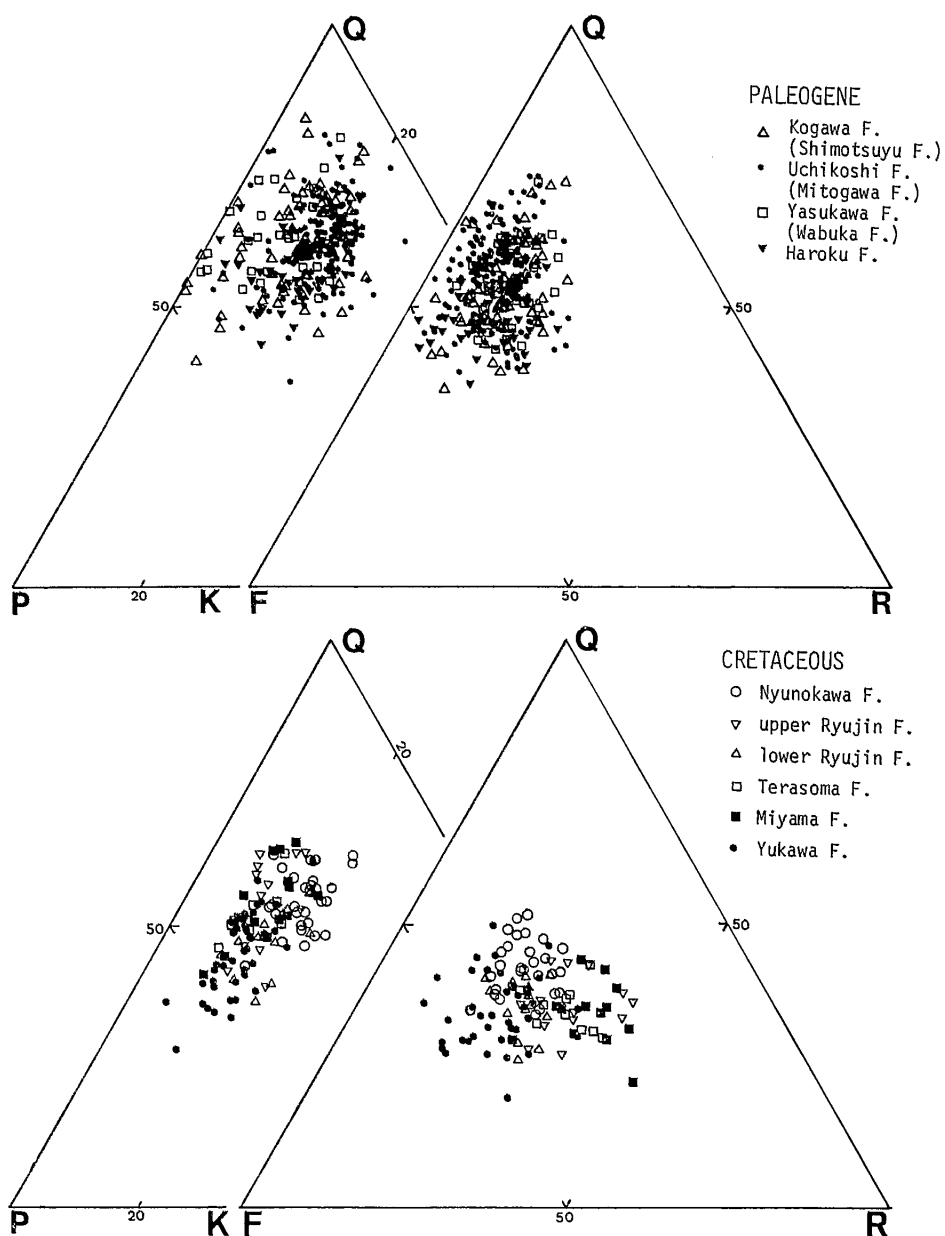 Q
Q
PALEOGENE
Kogawa F.
(Shimotsuyu F.)
Uchikoshi F.
(Mitogawa F.)
Yasukawa F.
(Wabuka F.)
Haroku F.
20
50
50
P
20
K
F
50
R
Q
Q
CRETACEOUS
Nyunokawa F.
upper Ryujin F.
lower Ryujin F.
Terasoma F.
Miyama F.
Yukawa F.
20
50
50
P
20
K
F
50
R